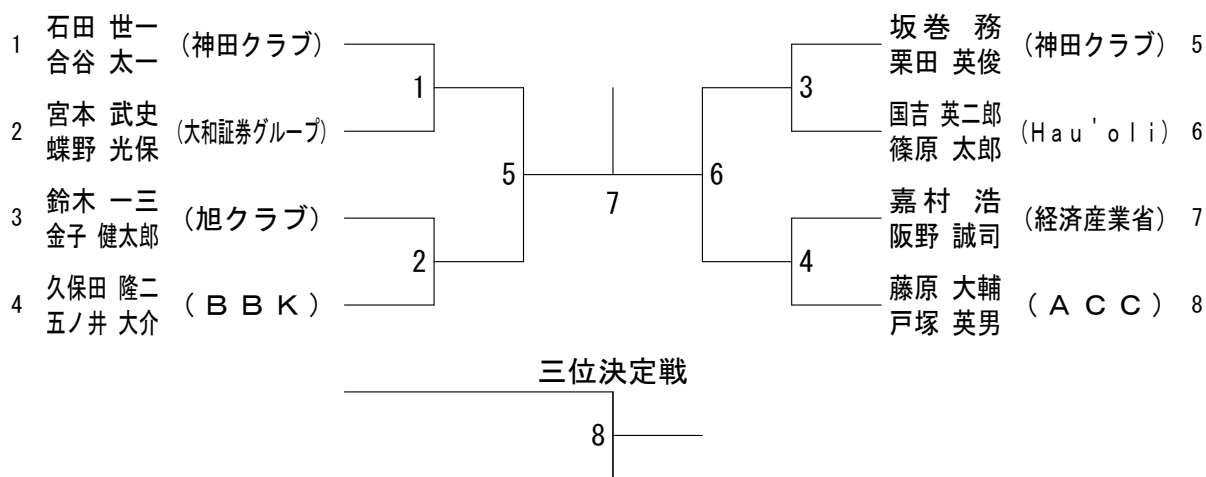 石田 世一
1 (神田クラブ)
合谷 太一
1
宮本 武史
2 (大和証券グループ)
蝶野 光保
5
鈴木 一三
3 (旭クラブ)
金子 健太郎
2
久保田 隆二
4 (BBK)
五ノ井 大介
7
坂巻 務
(神田クラブ) 5
栗田 英俊
3
国吉 英二郎
(Hau'oli) 6
篠原 太郎
6
嘉村 浩
(経済産業省) 7
阪野 誠司
4
藤原 大輔
(ACC) 8
戸塚 英男
三位決定戦
8